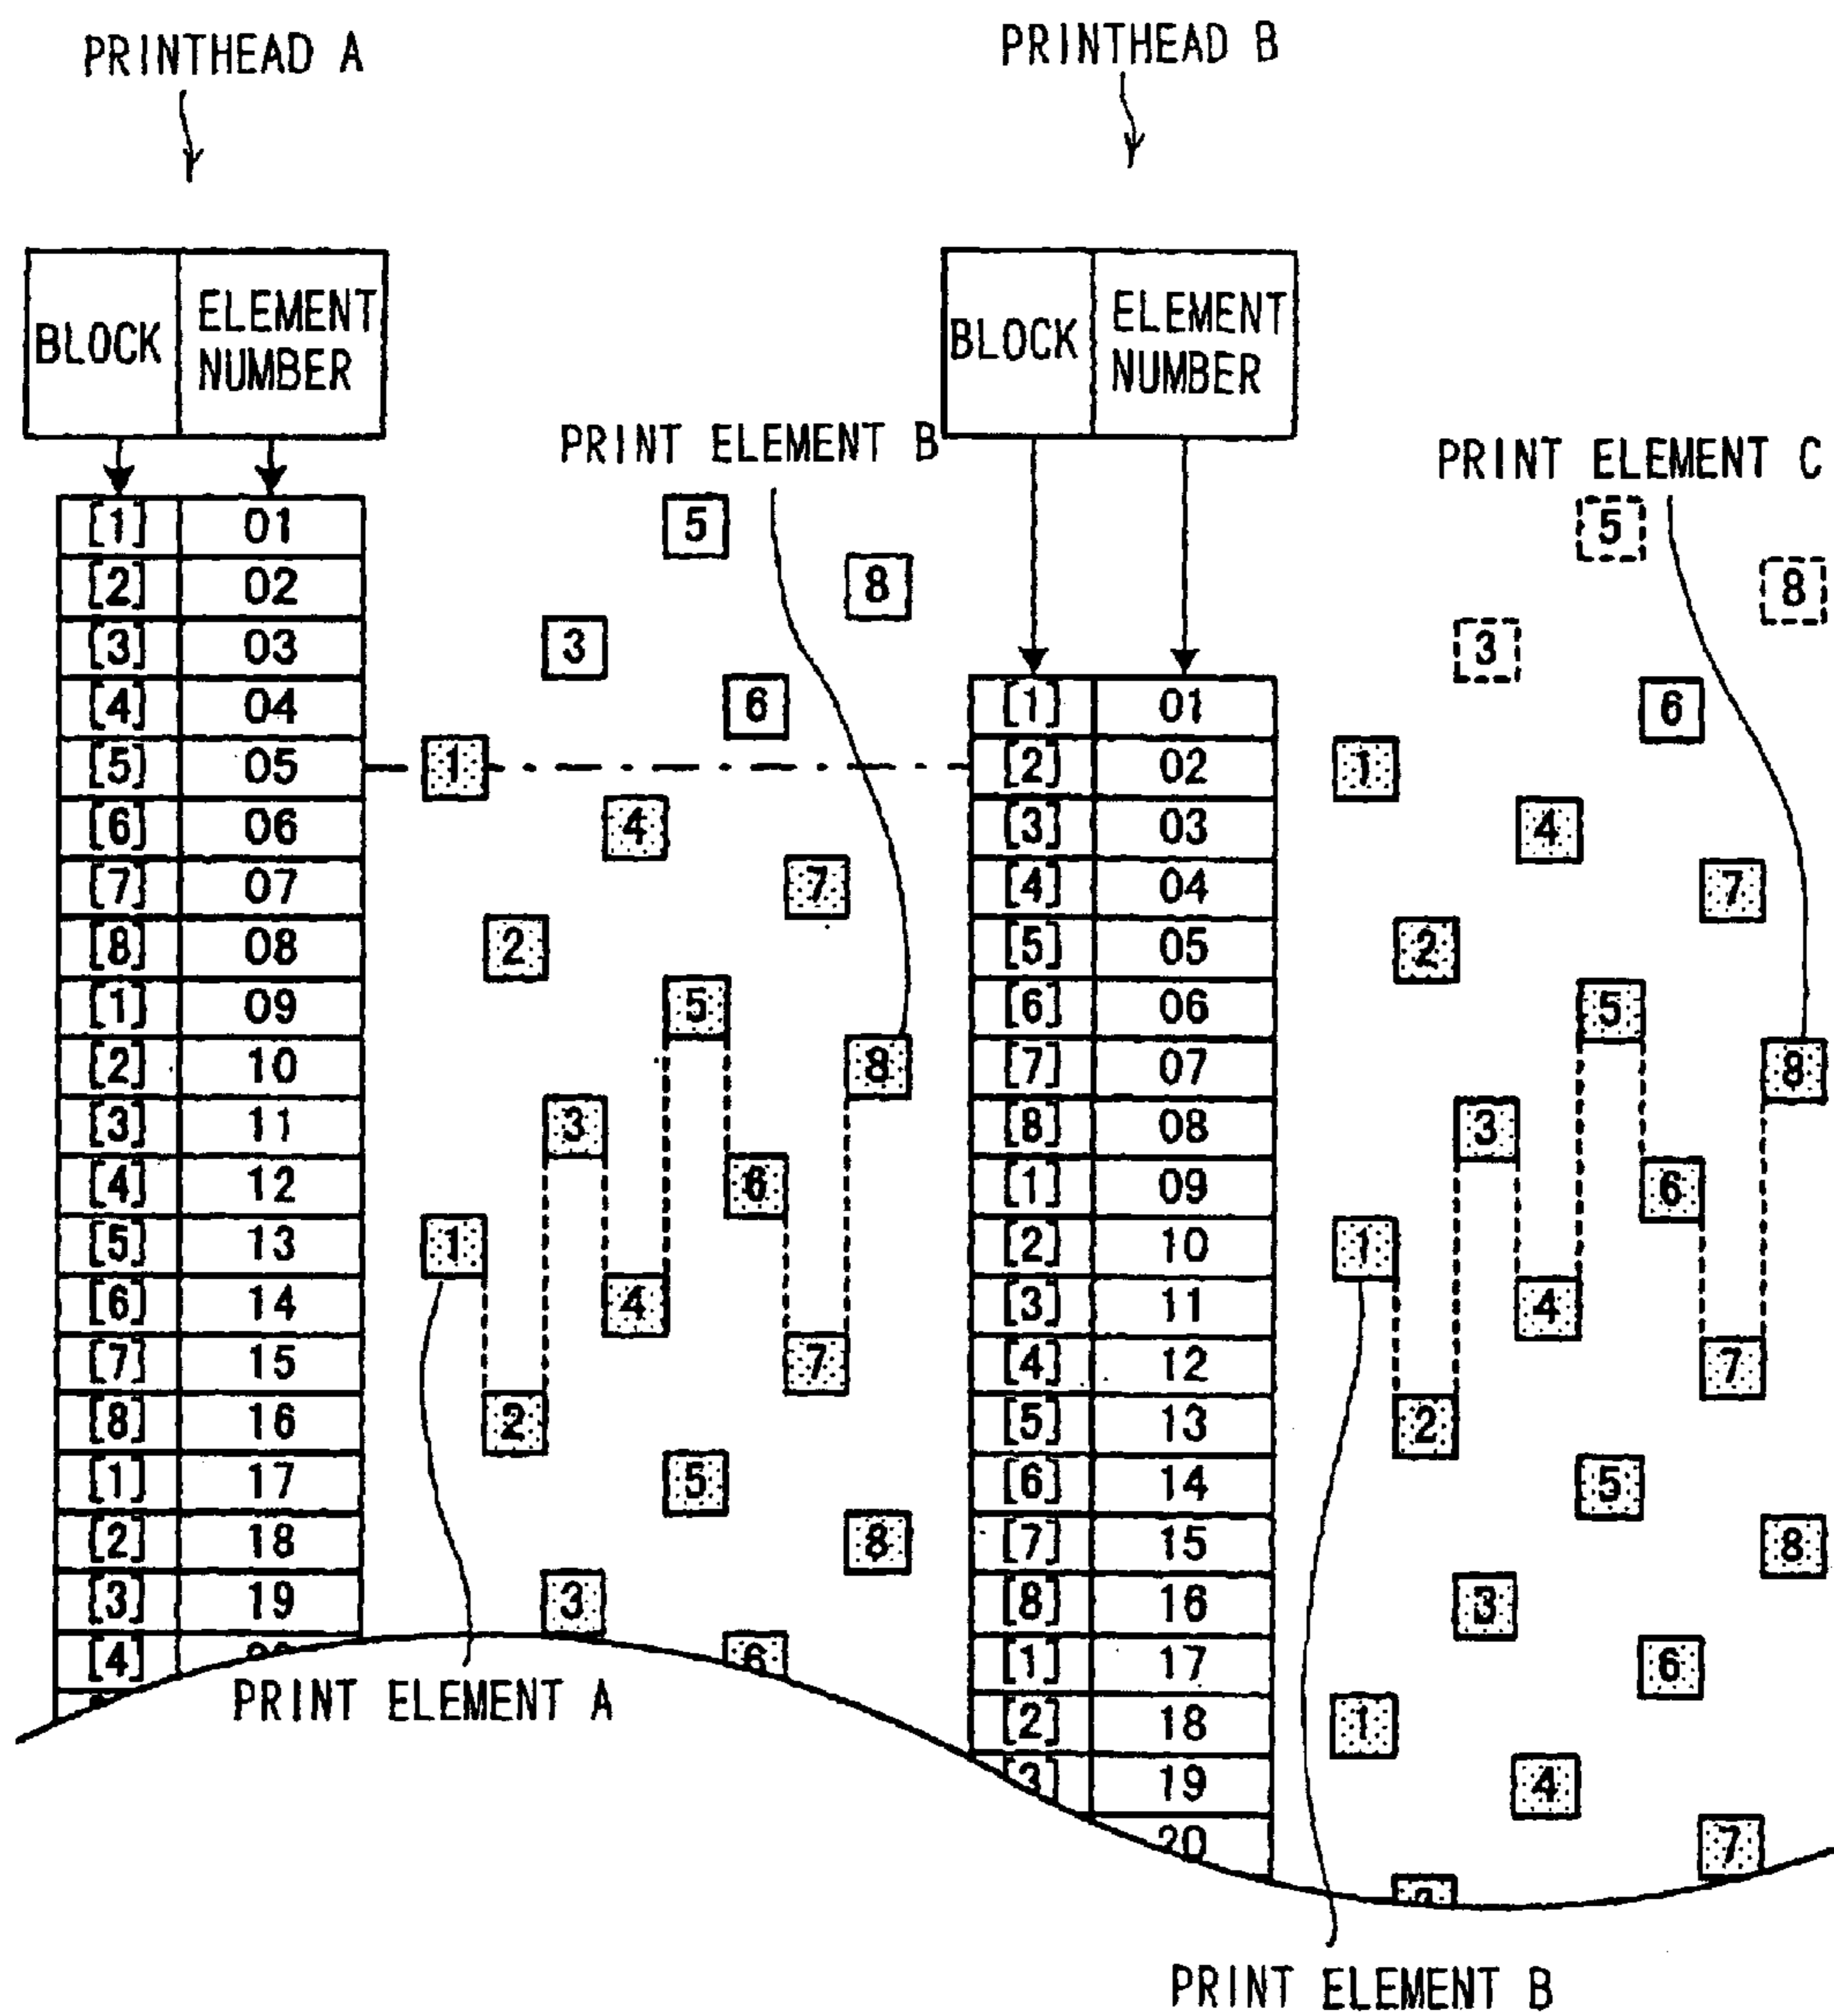 PRINTHEAD A PRINTHEAD B
BLOCK ELEMENT NUMBER BLOCK ELEMENT NUMBER
PRINT ELEMENT B PRINT ELEMENT C
[1] 01 5 5
[2] 02 8 8
[3] 03 3 3
[4] 04 6 [1] 01 6
[5] 05 1 [2] 02 1
[6] 06 4 [3] 03 4
[7] 07 7 [4] 04 7
[8] 08 2 [5] 05 2
[1] 09 5 [6] 06 5
[2] 10 8 [7] 07 8
[3] 11 3 [8] 08 3
[4] 12 6 [1] 09 6
[5] 13 1 [2] 10 1
[6] 14 4 [3] 11 4
[7] 15 7 [4] 12 7
[8] 16 2 [5] 13 2
[1] 17 5 [6] 14 5
[2] 18 8 [7] 15 8
[3] 19 3 [8] 16 3
[4] 6 [1] 17 6
PRINT ELEMENT A [2] 18 1
[3] 19 4
20 7
PRINT ELEMENT B